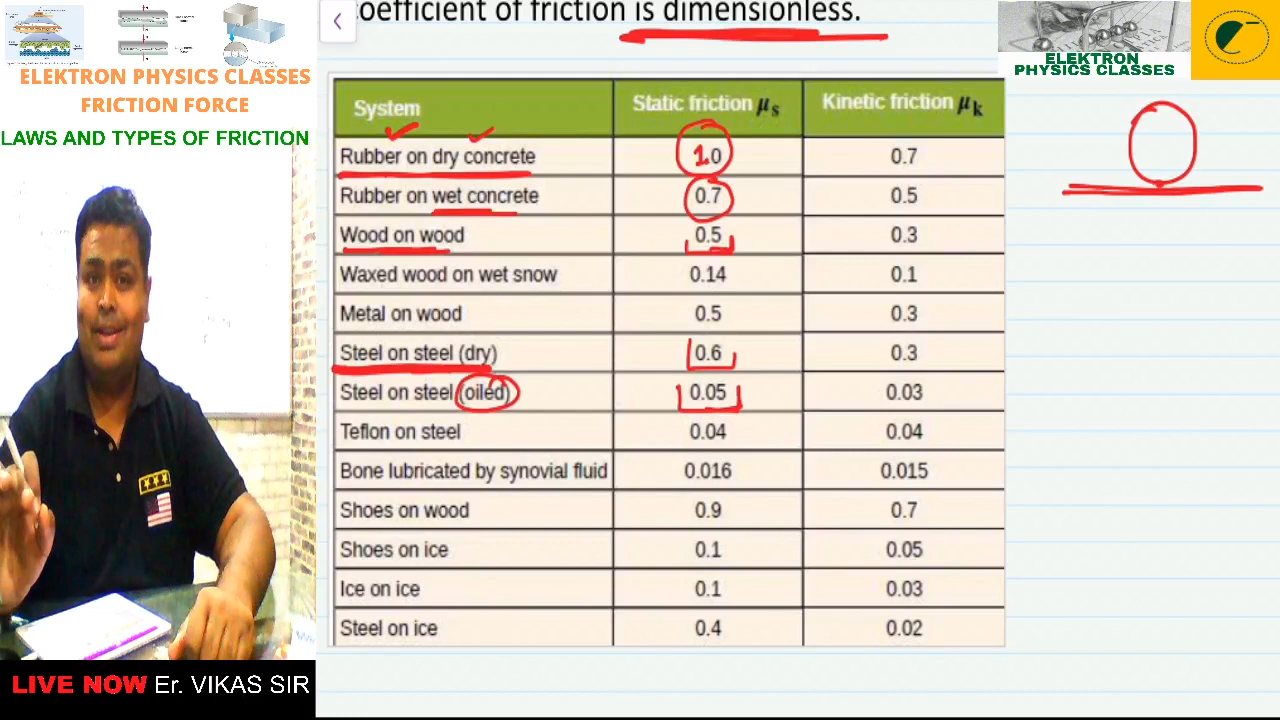 oefficient of friction is dimensionless.
ELEKTRON PHYSICS CLASSES
FRICTION FORCE
LAWS AND TYPES OF FRICTION
ELEKTRON
PHYSICS CLASSES
System Static friction μs Kinetic friction μk
Rubber on dry concrete 1.0 0.7
Rubber on wet concrete 0.7 0.5
Wood on wood 0.5 0.3
Waxed wood on wet snow 0.14 0.1
Metal on wood 0.5 0.3
Steel on steel (dry) 0.6 0.3
Steel on steel (oiled) 0.05 0.03
Teflon on steel 0.04 0.04
Bone lubricated by synovial fluid 0.016 0.015
Shoes on wood 0.9 0.7
Shoes on ice 0.1 0.05
Ice on ice 0.1 0.03
Steel on ice 0.4 0.02
LIVE NOW Er. VIKAS SIR